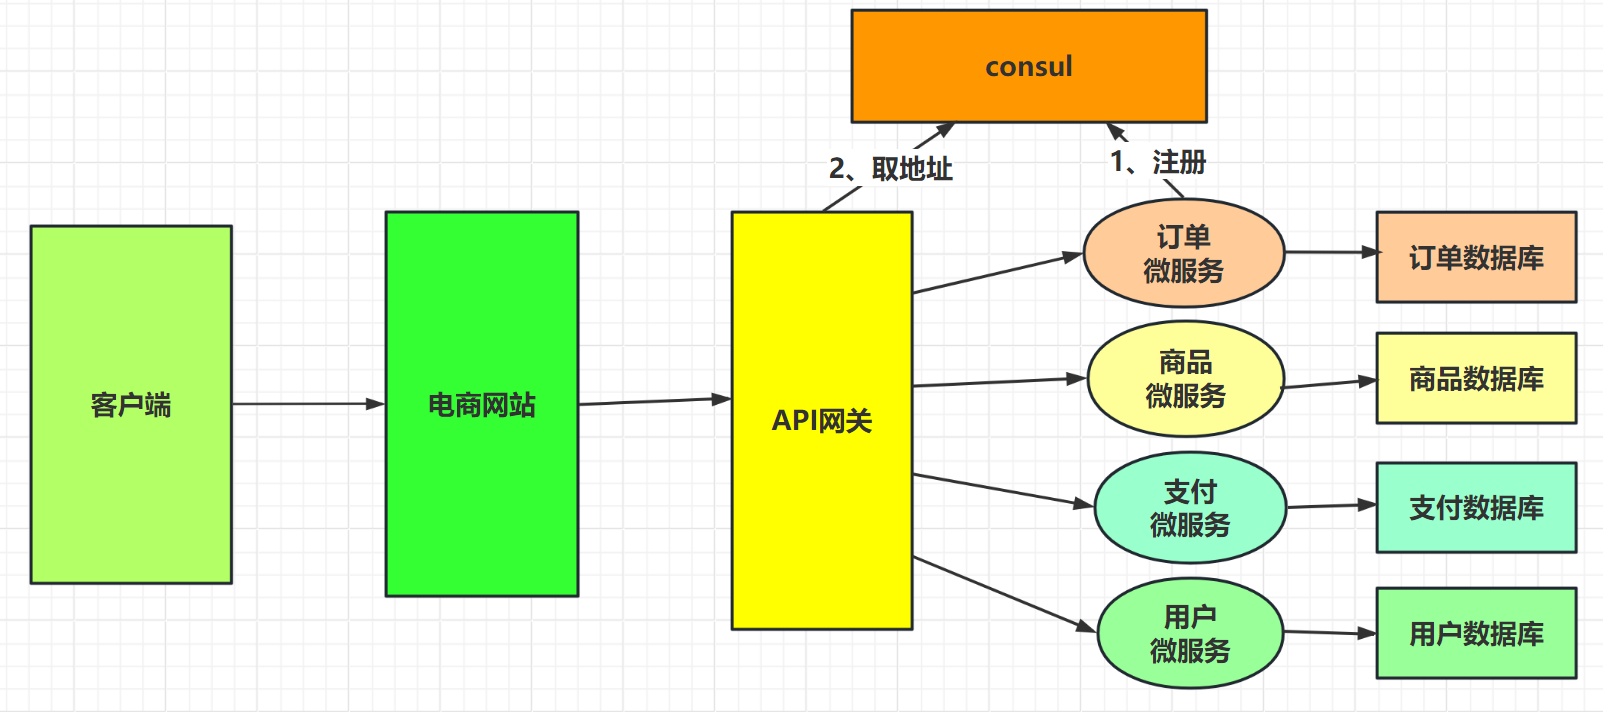 consul
2、取地址
1、注册
客户端
电商网站
API网关
订单
微服务
订单数据库
商品
微服务
商品数据库
支付
微服务
支付数据库
用户
微服务
用户数据库